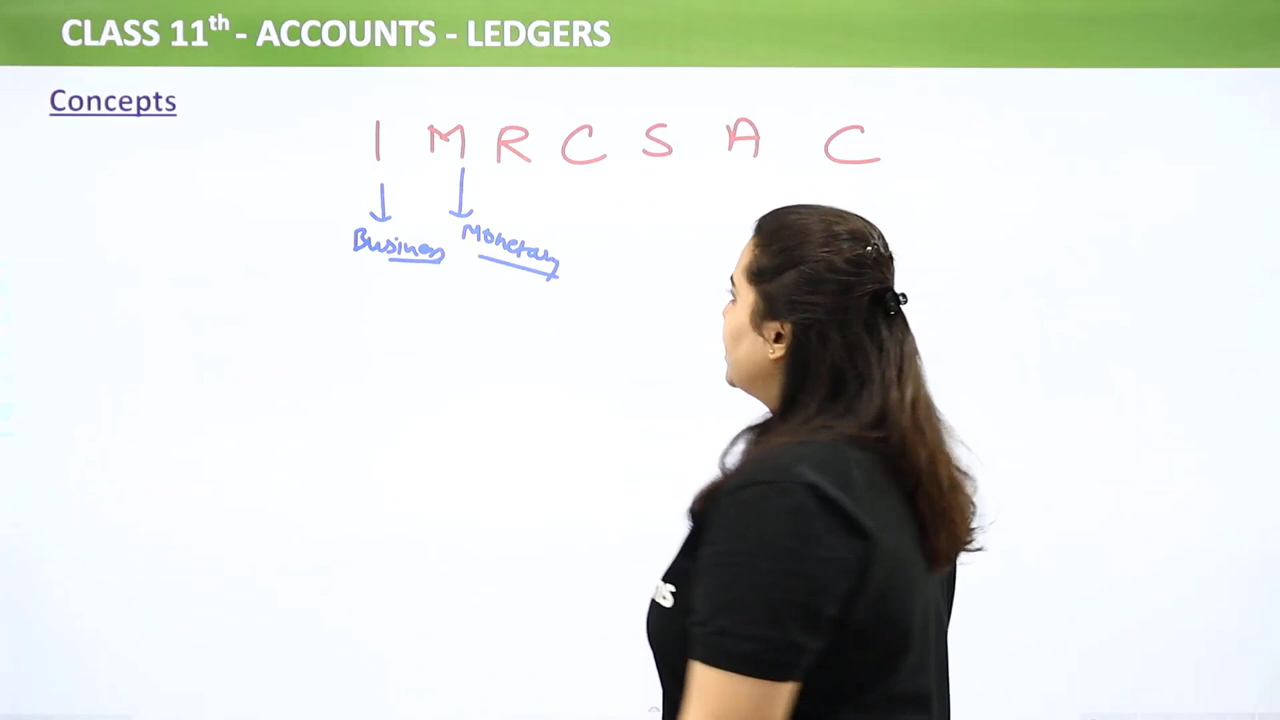 CLASS 11th - ACCOUNTS - LEDGERS
Concepts
I M R C S A C
Business Monetary